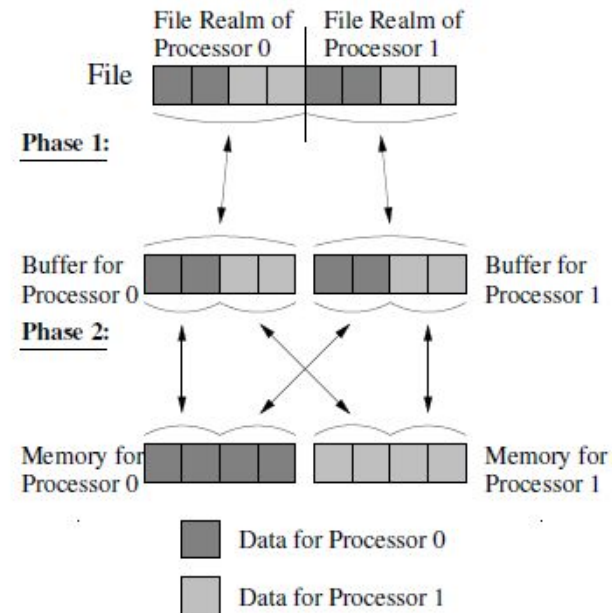 File Realm of
Processor 0
File Realm of
Processor 1
File
Phase 1:
Buffer for
Processor 0
Buffer for
Processor 1
Phase 2:
Memory for
Processor 0
Memory for
Processor 1
Data for Processor 0
Data for Processor 1